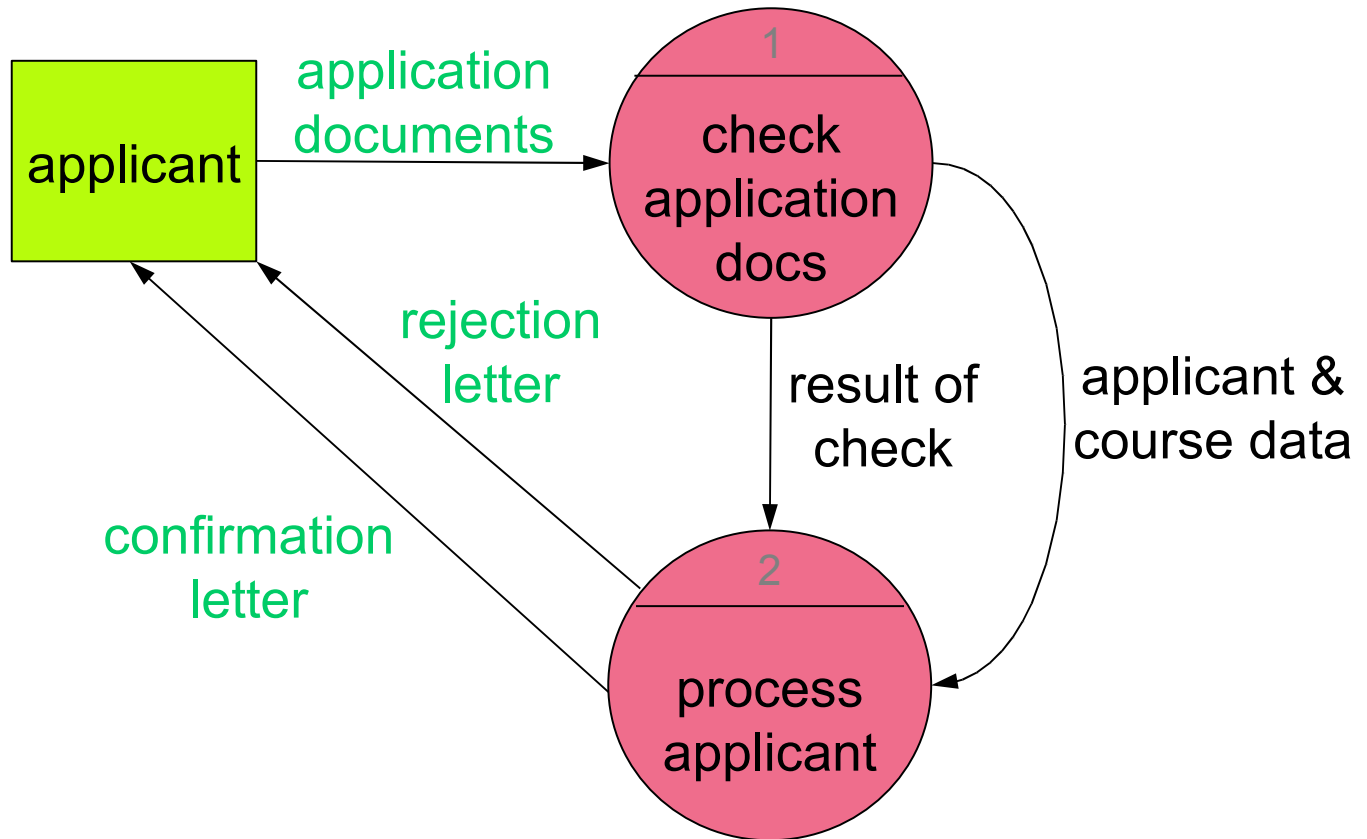 applicant
application
documents
1
check
application
docs
rejection
letter
result of
check
applicant &
course data
confirmation
letter
2
process
applicant